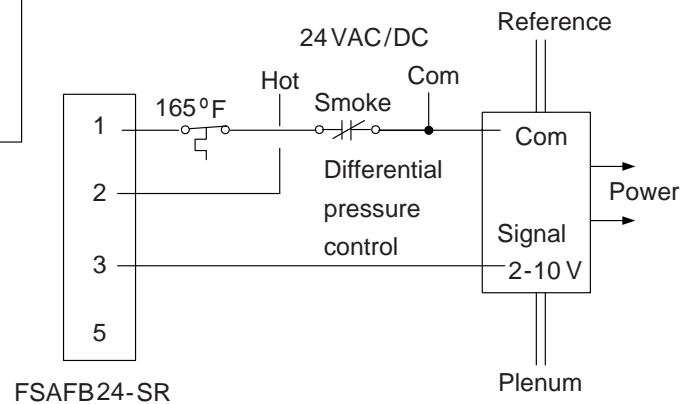 Reference
24 VAC/DC
Hot
Com
165°F
Smoke
1
Com
Differential
pressure
control
2
Power
Signal
3
2-10 V
5
Plenum
FSAFB24-SR